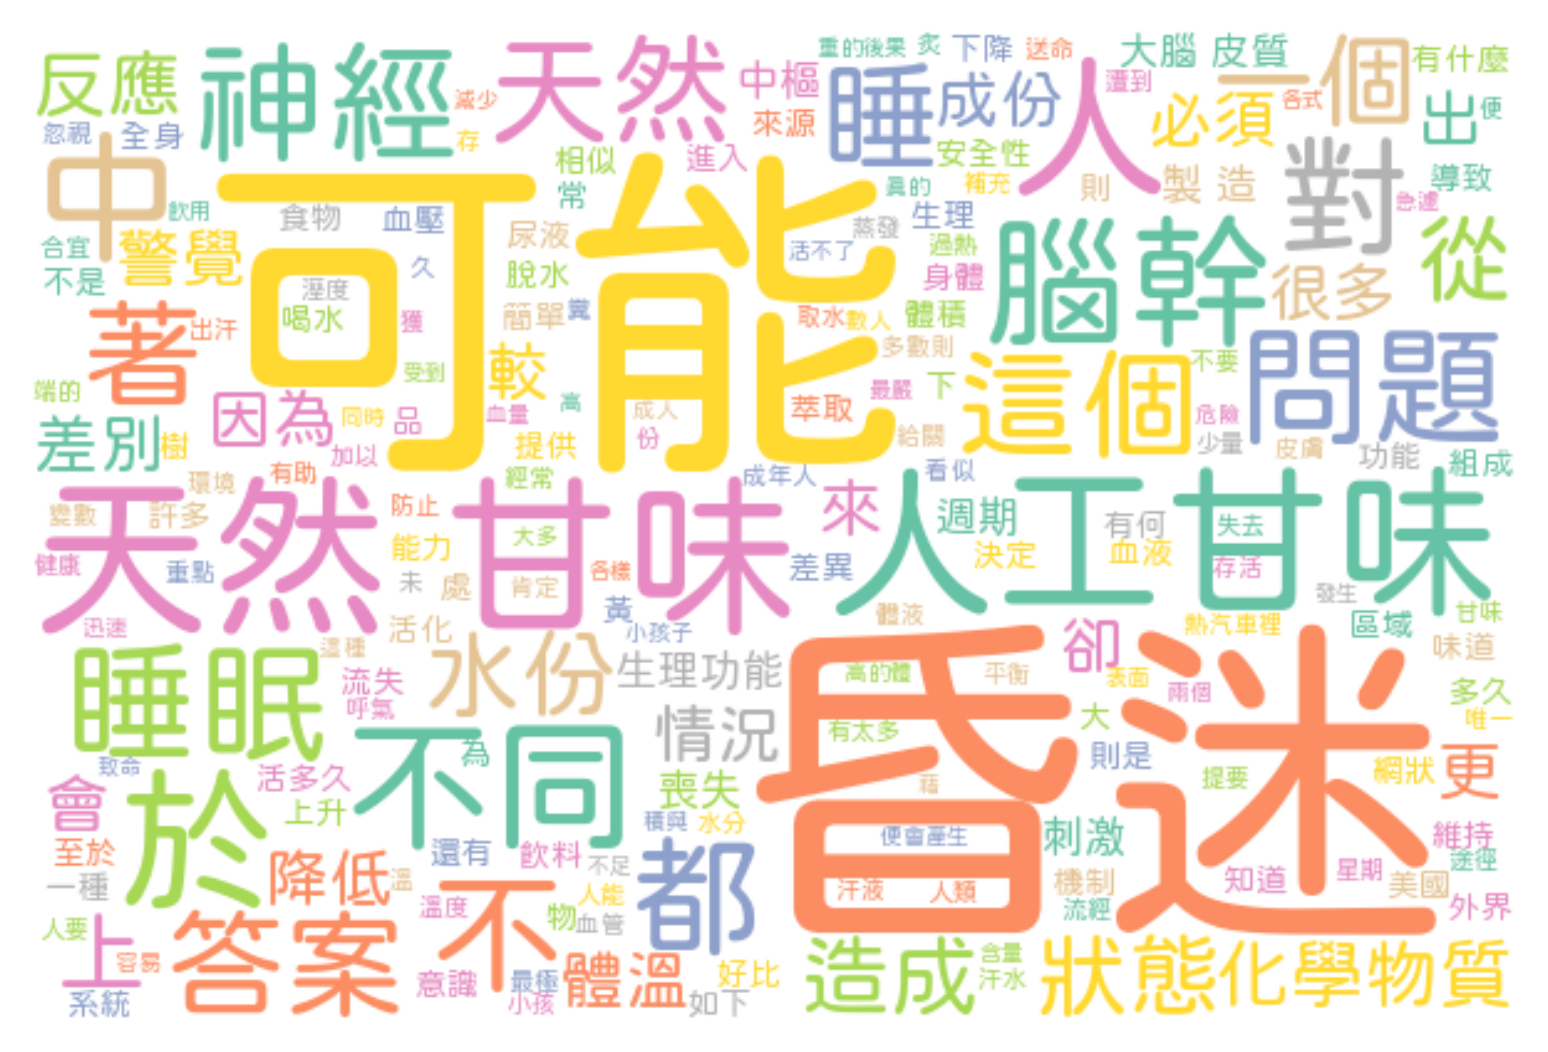 反應
神經
天然
中樞
重的後果
炙
下降
送命
大腦
皮質
有什麼
減少
睡
成份
人
遭到
一個
各式
出
便
忽視
全身
存
來源
必須
中
相似
進入
安全性
常
真的
補充
則
製造
對
導致
急遽
飲用
可能
食物
血壓
尿液
蒸發
生理
合宜
警覺
不是
久
脫水
活不了
過熱
身體
腦幹
很多
從
溼度
喝水
獲
簡單
糞
取水
數人
體積
多數則
著
出汗
受到
較
最嚴
下
這個
不要
問題
端的
因為
同時
品
血量
高
成人
份
萃取
給關
危險
少量
皮膚
功能
組成
差別
樹
加以
提供
環境
有助
經常
成年人
看似
變數
許多
天然甘味
防止
能力
大多
來
人工甘味
週期
有何
失去
決定
血液
存活
健康
重點
未
處
肯定
各樣
差異
黃
發生
迅速
活化
小孩子
體液
熱汽車裡
區域
甘味
味道
睡眠
這種
水份
生理功能
昏迷
卻
高的體
平衡
表面
兩個
流失
呼氣
情況
有太多
大
多久
唯一
不同
為
則是
致命
會
活多久
上升
於
喪失
藉
提要
網狀
更
積與
水分
便會產生
刺激
維持
至於
一種
降低
溫
還有
飲料
不足
都
汗液
人類
機制
流經
知道
星期
美國
途徑
外界
人要
上
容易
答案
溫度
不
物
人能
血管
系統
意識
最極
小孩
體溫
好比
如下
造成
含量
汗水
狀態
化學物質